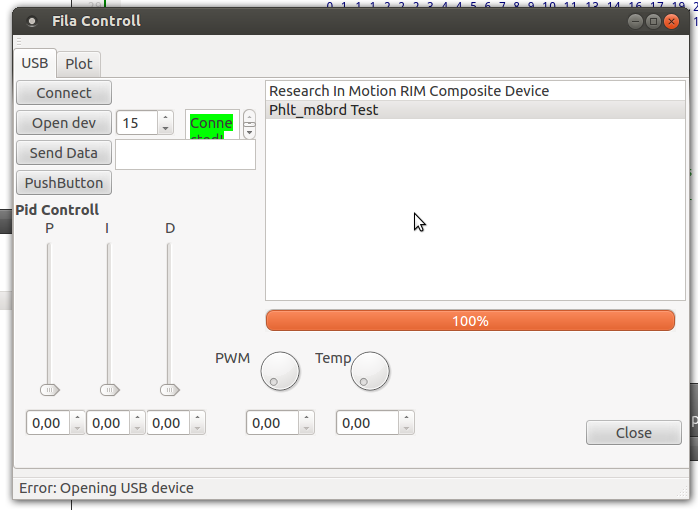 Fila Controll
USB Plot
Connect
Open dev 15 Conne
Send Data
PushButton
Research In Motion RIM Composite Device
Phlt_m8brd Test
Pid Controll
P I D
100%
PWM Temp
0,00 0,00 0,00 0,00 0,00
Close
Error: Opening USB device